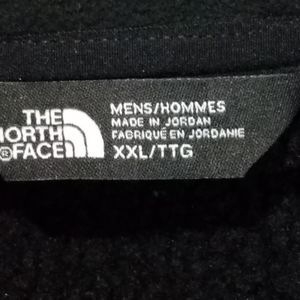 THE
NORTH
FACE®
MENS/HOMMES
MADE IN JORDAN
FABRIQUÉ EN JORDANIE
XXL/TTG